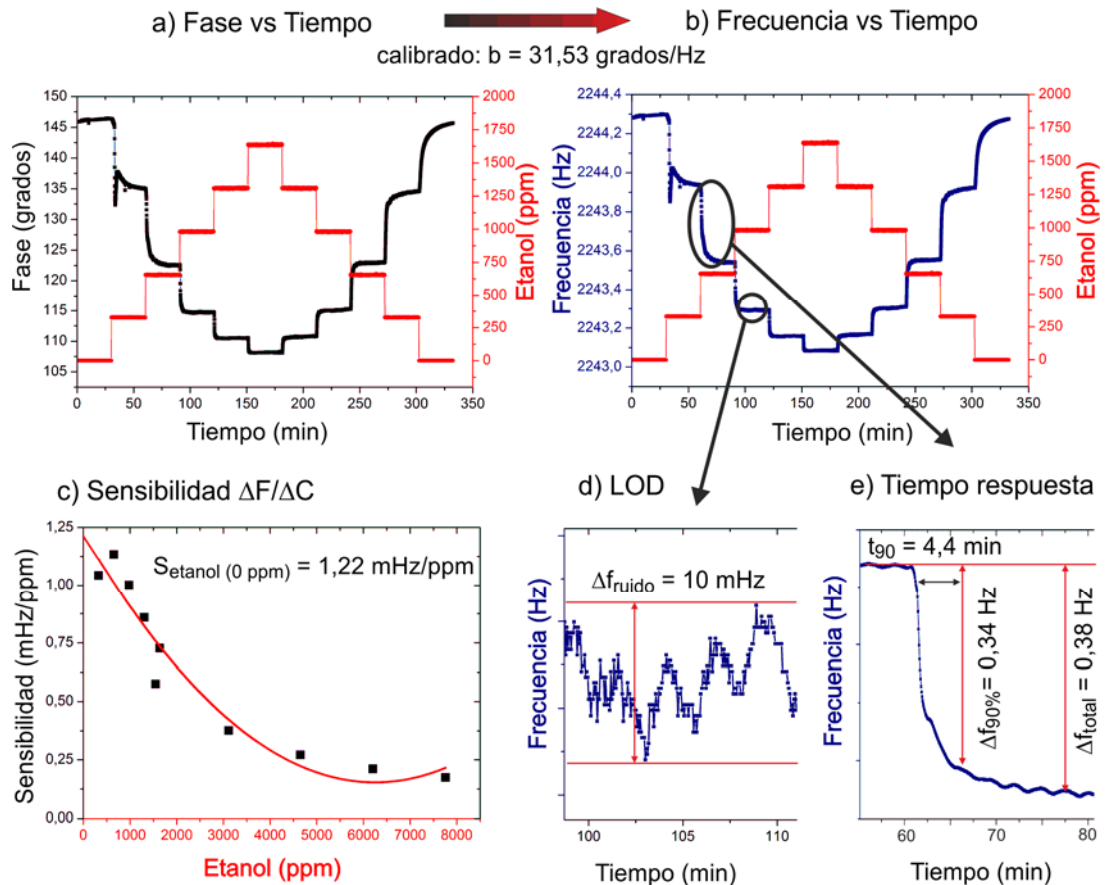 a) Fase vs Tiempo
b) Frecuencia vs Tiempo
calibrado: b = 31,53 grados/Hz
150
145
140
135
130
125
120
115
110
105
Fase (grados)
2000
1750
1500
1250
1000
750
500
250
0
Etanol (ppm)
0 50 100 150 200 250 300 350
Tiempo (min)
2244,4
2244,2
2244,0
2243,8
2243,6
2243,4
2243,2
2243,0
Frecuencia (Hz)
2000
1750
1500
1250
1000
750
500
250
0
Etanol (ppm)
0 50 100 150 200 250 300 350
Tiempo (min)
c) Sensibilidad ΔF/ΔC
1,25
1,00
0,75
0,50
0,25
0,00
Sensibilidad (mHz/ppm)
S etanol (0 ppm) = 1,22 mHz/ppm
0 1000 2000 3000 4000 5000 6000 7000 8000
Etanol (ppm)
d) LOD
Δf ruido = 10 mHz
Frecuencia (Hz)
100 105 110
Tiempo (min)
e) Tiempo respuesta
t90 = 4,4 min
Δf90% = 0,34 Hz
Δftotal = 0,38 Hz
Frecuencia (Hz)
60 70 80
Tiempo (min)